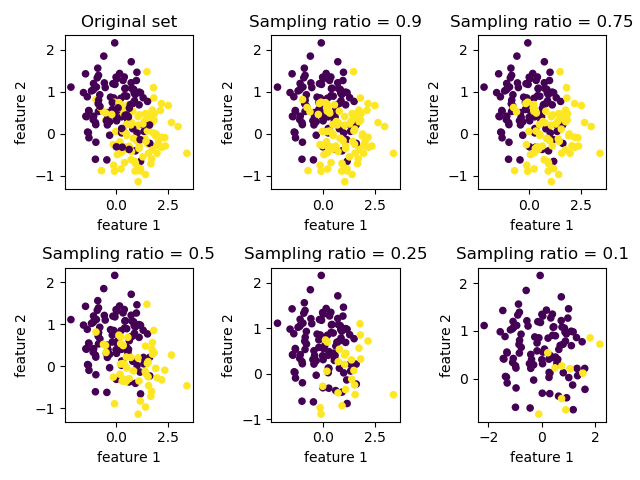 Original set
Sampling ratio = 0.9
Sampling ratio = 0.75
feature 2
2
1
0
−1
0.0
2.5
feature 1
feature 2
2
1
0
−1
0.0
2.5
feature 1
feature 2
2
1
0
−1
0.0
2.5
feature 1
Sampling ratio = 0.5
Sampling ratio = 0.25
Sampling ratio = 0.1
feature 2
2
1
0
−1
0.0
2.5
feature 1
feature 2
2
1
0
−1
0.0
2.5
feature 1
feature 2
2
1
0
−2
0
2
feature 1